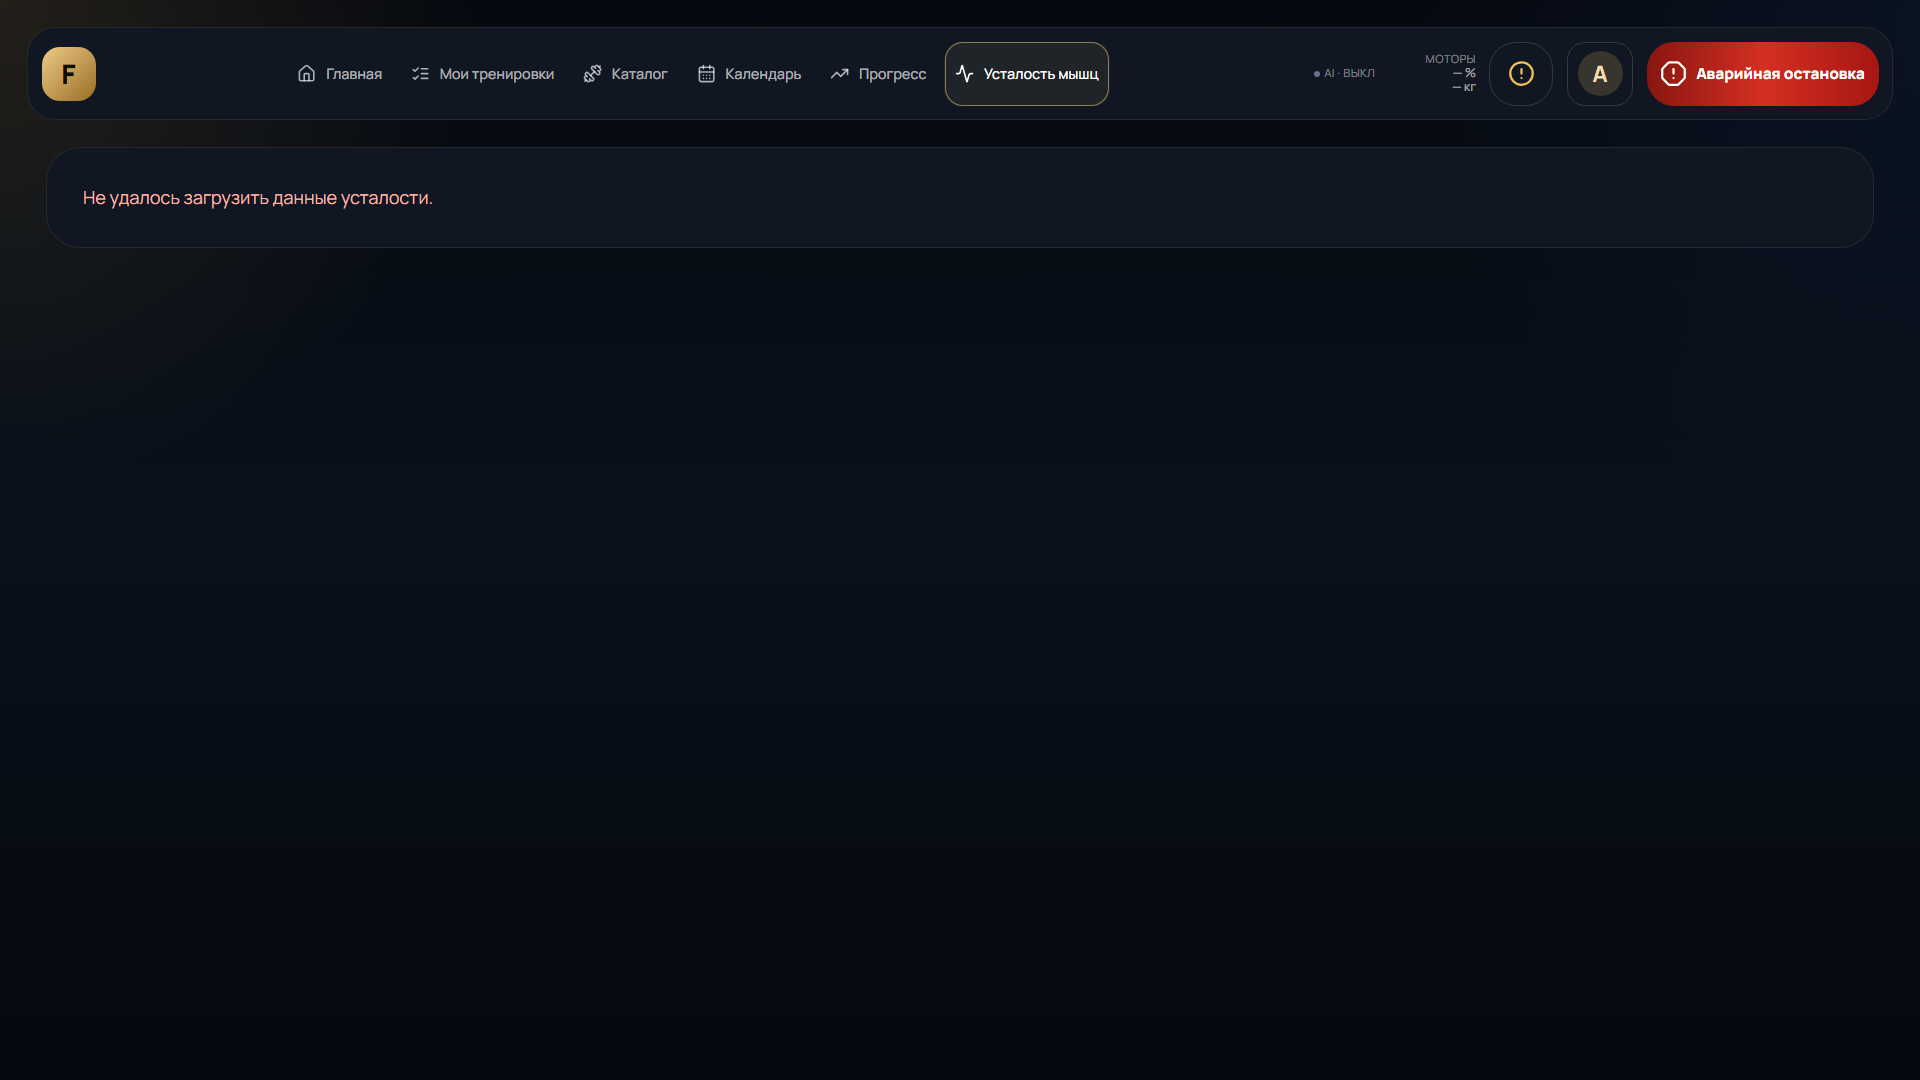 F
Главная
Мои тренировки
Каталог
Календарь
Прогресс
Усталость мышц
AI · ВЫКЛ
МОТОРЫ
— %
— кг
A
Аварийная остановка
Не удалось загрузить данные усталости.